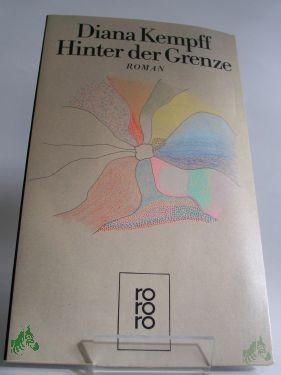 Diana Kempff
Hinter der Grenze
ROMAN
ro
ro
ro